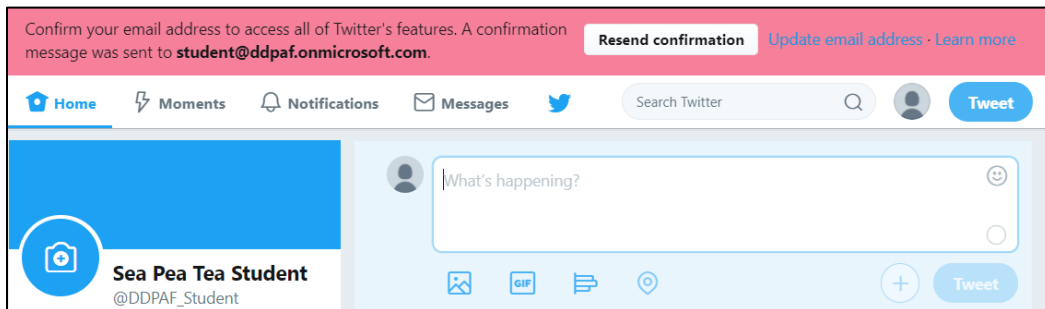 Confirm your email address to access all of Twitter's features. A confirmation
message was sent to student@ddpaf.onmicrosoft.com.
Resend confirmation
Update email address · Learn more
Home
Moments
Notifications
Messages
Search Twitter
Tweet
What's happening?
Sea Pea Tea Student
@DDPAF_Student
GIF
Tweet